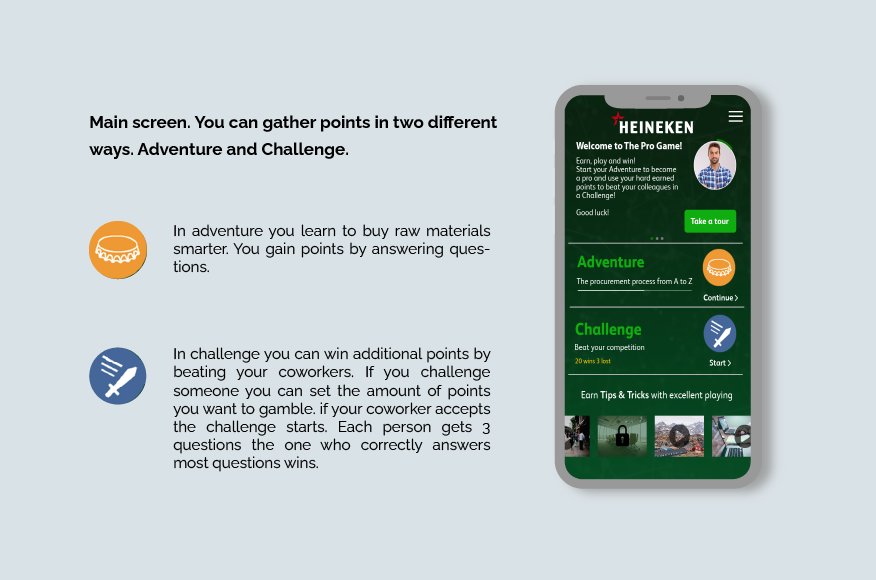 Main screen. You can gather points in two different
ways. Adventure and Challenge.
In adventure you learn to buy raw materials
smarter. You gain points by answering ques-
tions.
In challenge you can win additional points by
beating your coworkers. If you challenge
someone you can set the amount of points
you want to gamble. if your coworker accepts
the challenge starts. Each person gets 3
questions the one who correctly answers
most questions wins.
HEINEKEN
Welcome to The Pro Game!
Earn, play and win!
Start your Adventure to become
a pro and use your hard earned
points to beat your colleagues in
a Challenge!
Good luck!
Take a tour
Adventure
The procurement process from A to Z
Continue >
Challenge
Beat your competition
20 wins 3 lost
Start >
Earn Tips & Tricks with excellent playing